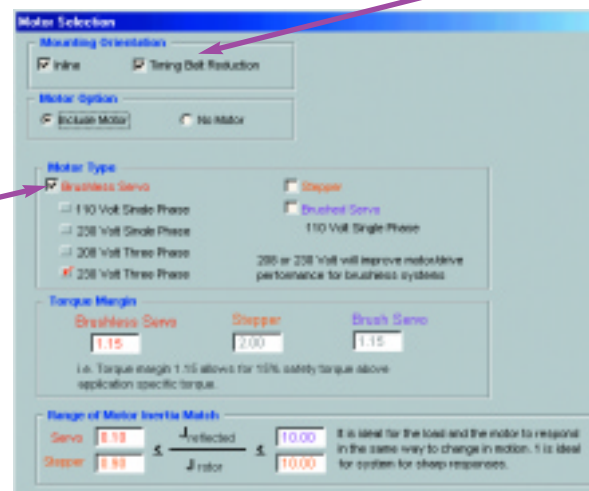 Motor Selection
Mounting Orientation
Inline Timing Belt Reduction
Motor Option
Include Motor No Motor
Motor Type
Brushless Servo Stepper
110 Volt Single Phase Brushed Servo
230 Volt Single Phase 110 Volt Single Phase
208 Volt Three Phase
208 or 230 Volt will improve motor/drive
230 Volt Three Phase performance for brushless systems
Torque Margin
Brushless Servo Stepper Brush Servo
1.15 2.00 1.15
i.e. Torque margin 1.15 allows for 15% safety torque above
application specific torque.
Range of Motor Inertia Match
Servo 0.10 ≤ J reflected ≤ 10.00 It is ideal for the load and the motor to respond
in the same way to change in motion. 1 is ideal
Stepper J rotor 10.00 for system for sharp responses.